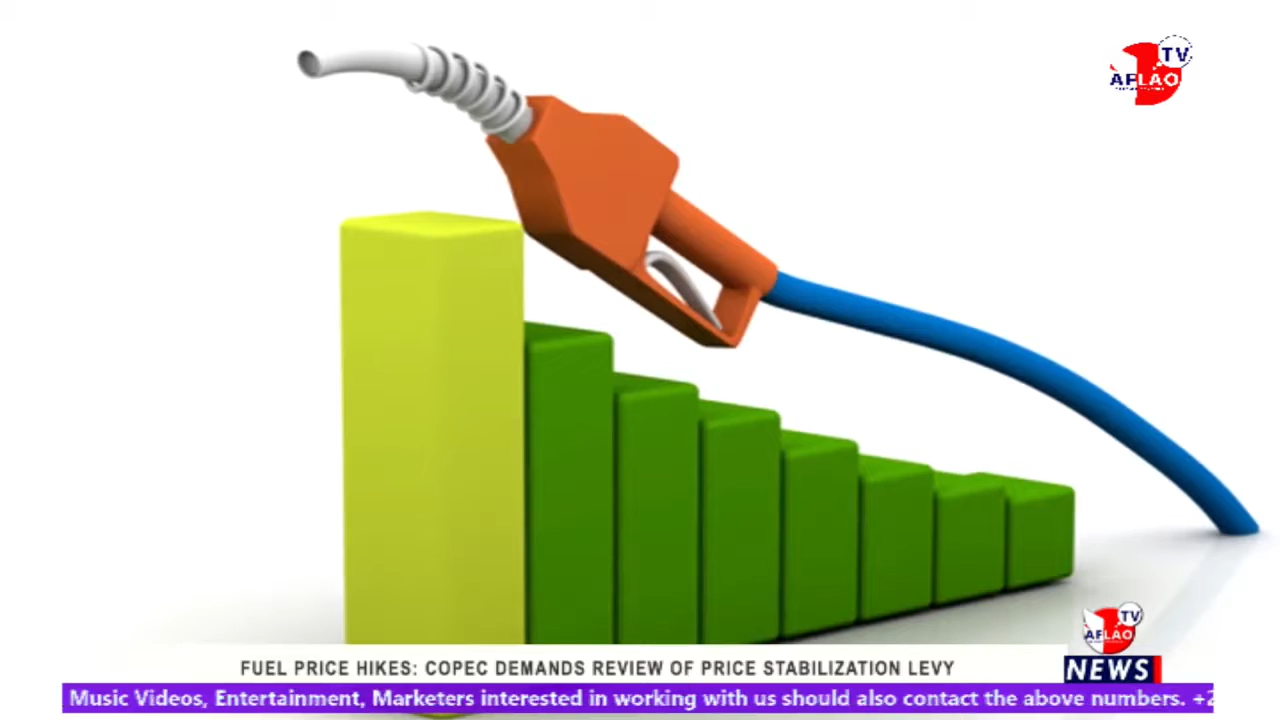 TV
AFLAO
FUEL PRICE HIKES: COPEC DEMANDS REVIEW OF PRICE STABILIZATION LEVY
TV
AFLAO
NEWS
Music Videos, Entertainment, Marketers interested in working with us should also contact the above numbers. +2